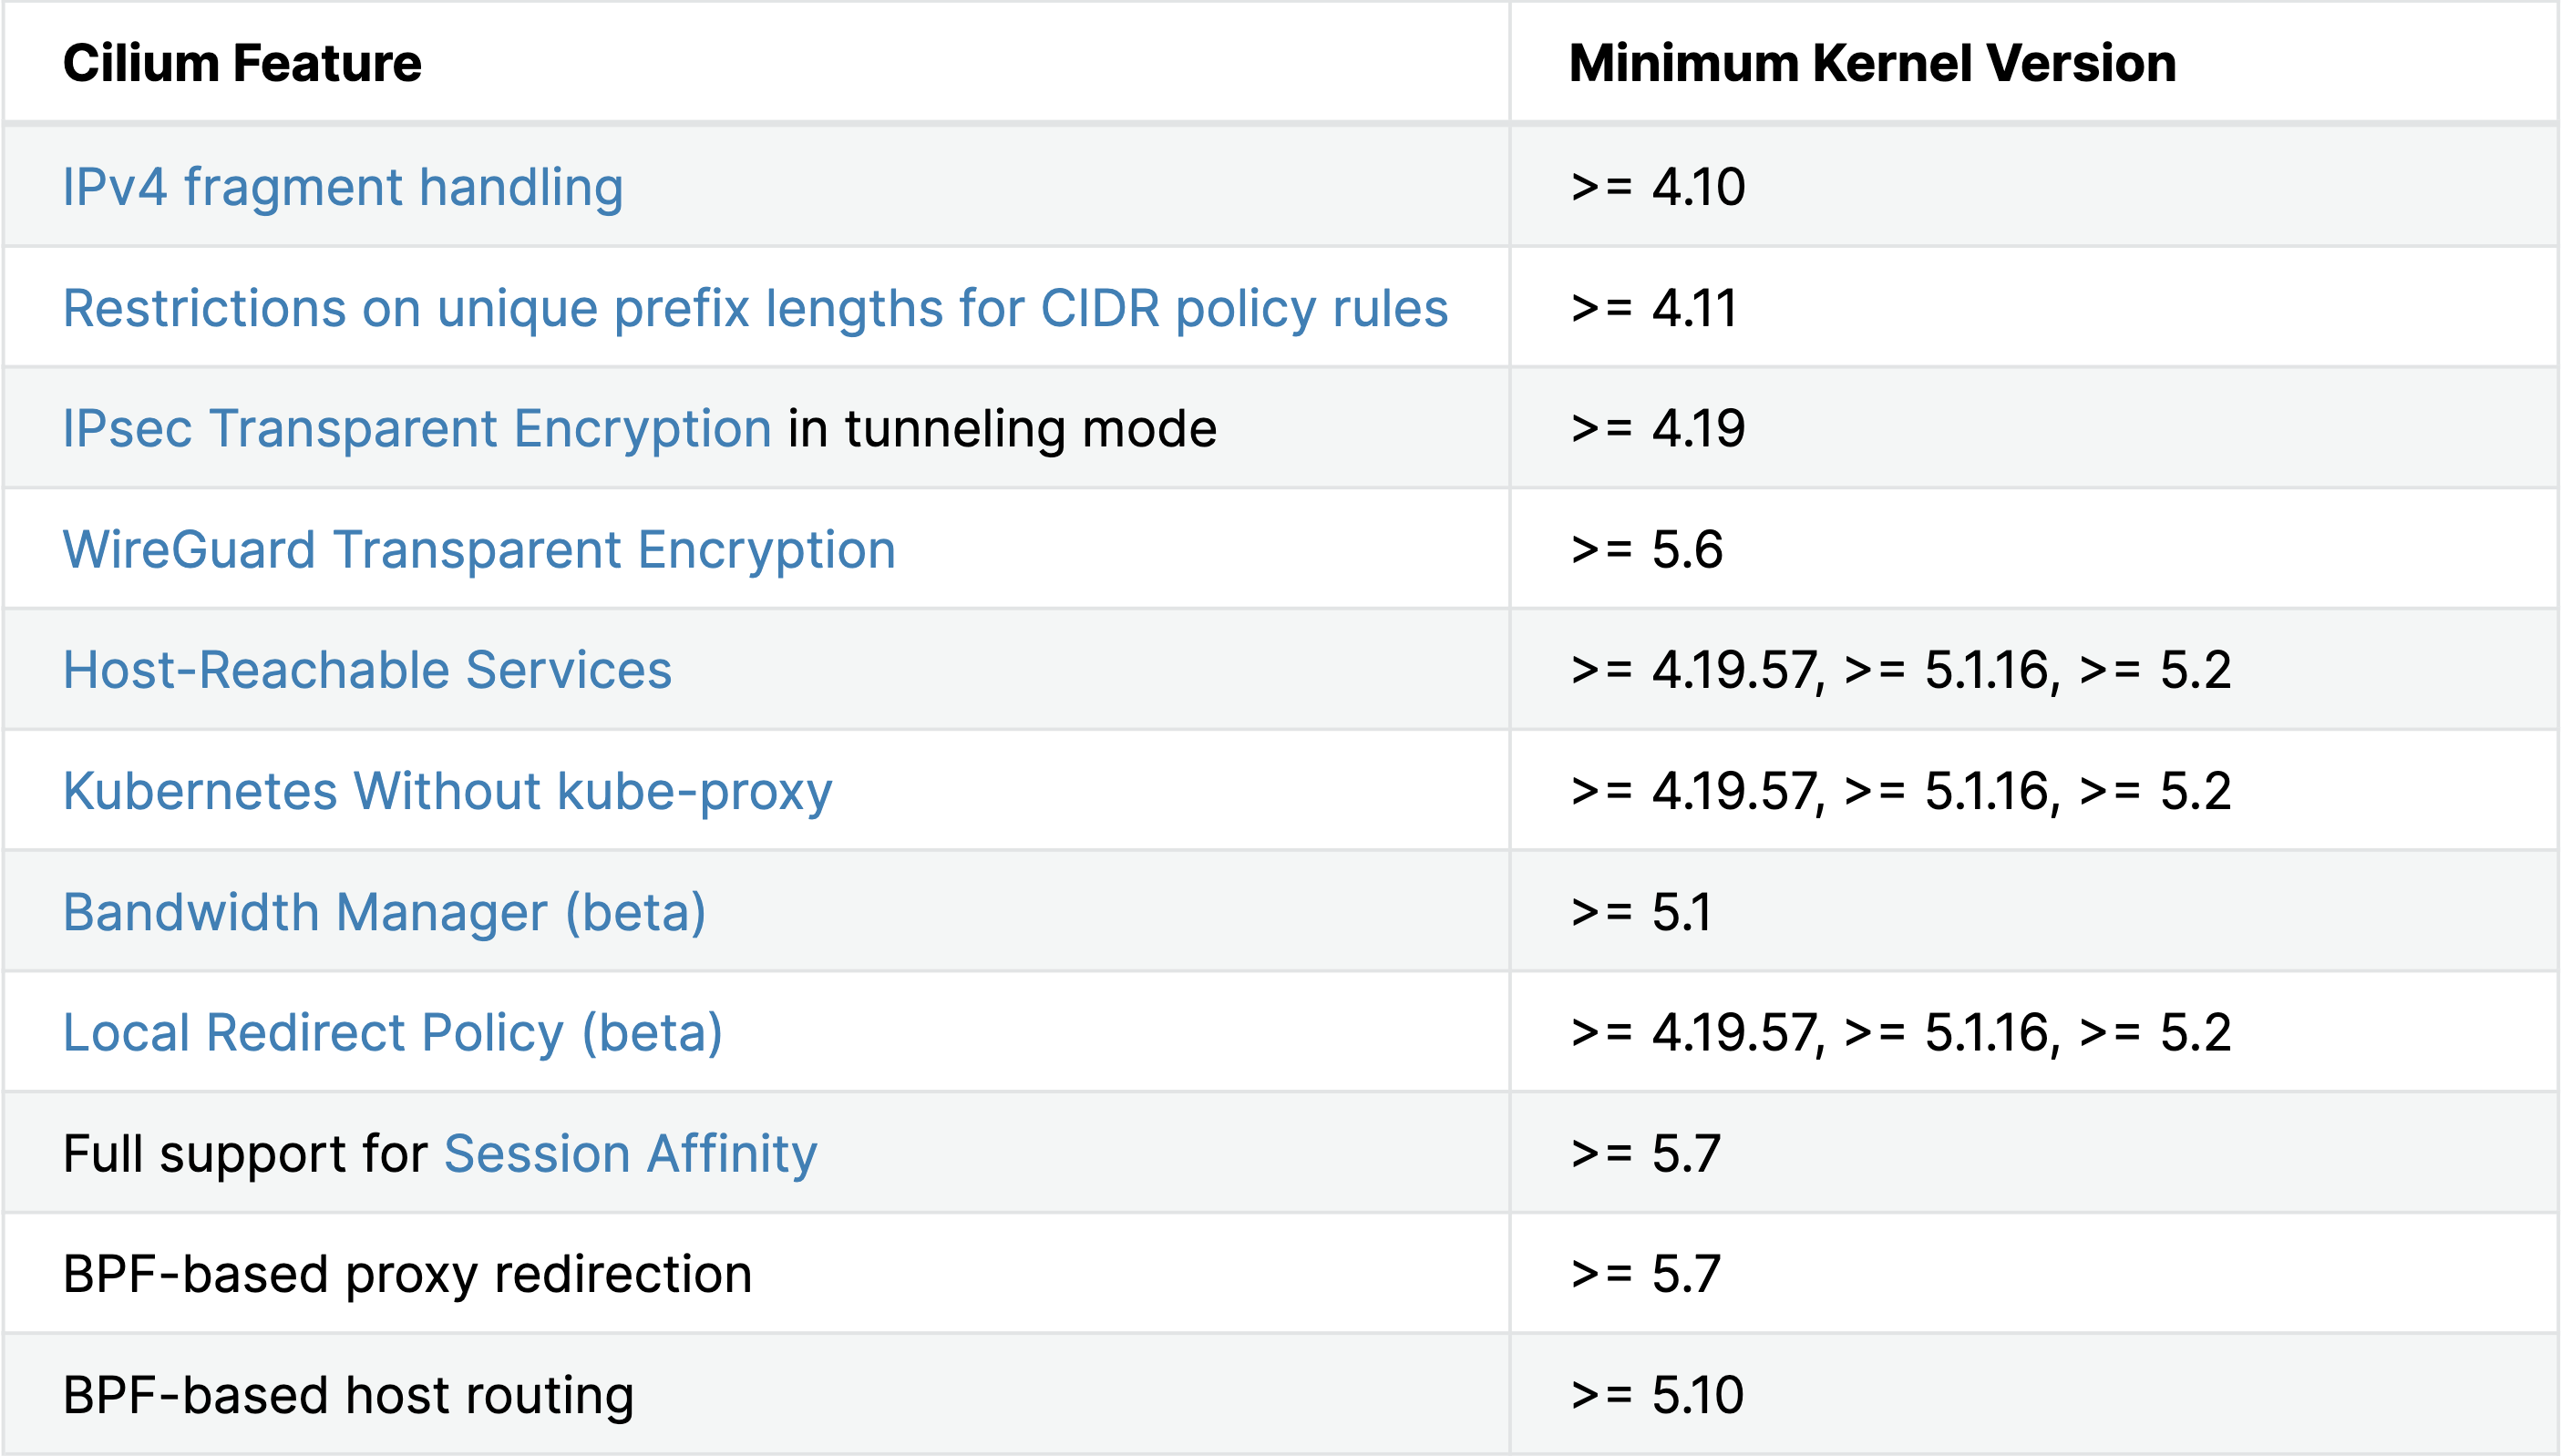 Cilium Feature Minimum Kernel Version
IPv4 fragment handling >= 4.10
Restrictions on unique prefix lengths for CIDR policy rules >= 4.11
IPsec Transparent Encryption in tunneling mode >= 4.19
WireGuard Transparent Encryption >= 5.6
Host-Reachable Services >= 4.19.57, >= 5.1.16, >= 5.2
Kubernetes Without kube-proxy >= 4.19.57, >= 5.1.16, >= 5.2
Bandwidth Manager (beta) >= 5.1
Local Redirect Policy (beta) >= 4.19.57, >= 5.1.16, >= 5.2
Full support for Session Affinity >= 5.7
BPF-based proxy redirection >= 5.7
BPF-based host routing >= 5.10